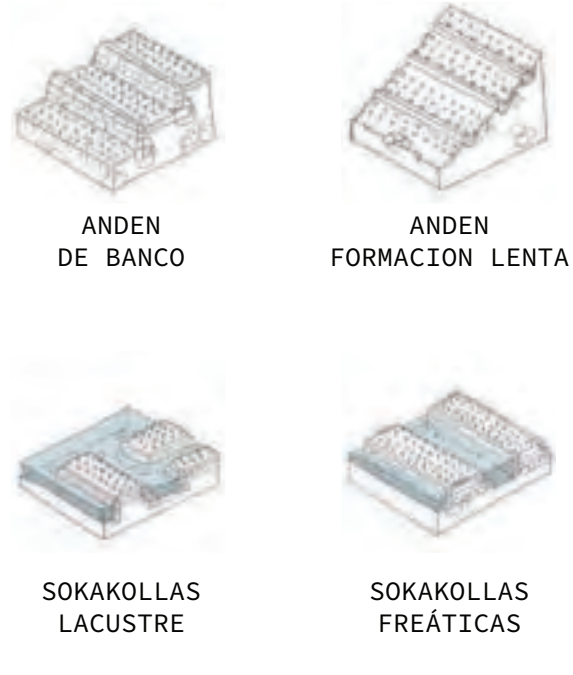 ANDEN
DE BANCO
ANDEN
FORMACION LENTA
SOKAKOLLAS
LACUSTRE
SOKAKOLLAS
FREÁTICAS